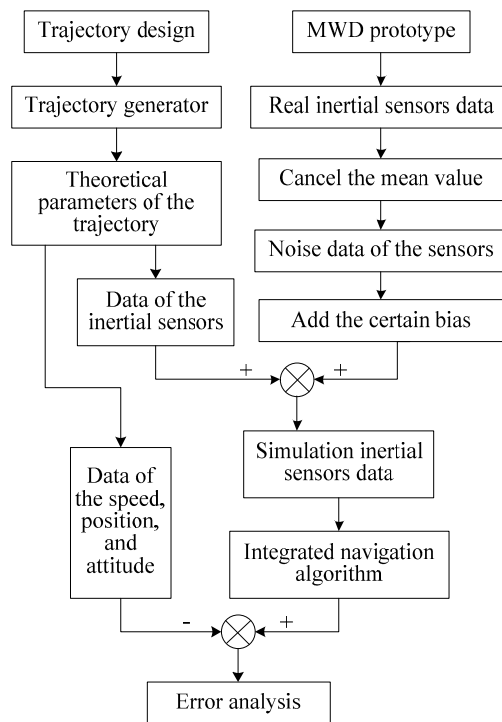 Trajectory design
MWD prototype
Trajectory generator
Real inertial sensors data
Theoretical
parameters of the
trajectory
Cancel the mean value
Noise data of the sensors
Data of the
inertial sensors
Add the certain bias
+
+
Simulation inertial
sensors data
Data of
the speed,
position,
and
attitude
Integrated navigation
algorithm
-
+
Error analysis